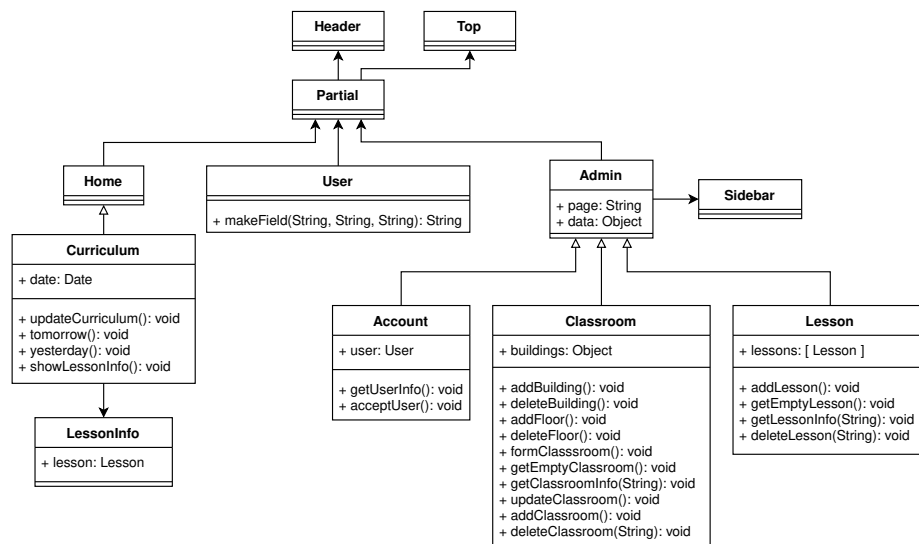 Header
Top
Partial
Home
User
+ makeField(String, String, String): String
Admin
+ page: String
+ data: Object
Sidebar
Curriculum
+ date: Date
+ updateCurriculum(): void
+ tomorrow(): void
+ yesterday(): void
+ showLessonInfo(): void
LessonInfo
+ lesson: Lesson
Account
+ user: User
+ getUserInfo(): void
+ acceptUser(): void
Classroom
+ buildings: Object
+ addBuilding(): void
+ deleteBuilding(): void
+ addFloor(): void
+ deleteFloor(): void
+ formClasssroom(): void
+ getEmptyClassroom(): void
+ getClassroomInfo(String): void
+ updateClassroom(): void
+ addClassroom(): void
+ deleteClassroom(String): void
Lesson
+ lessons: [ Lesson ]
+ addLesson(): void
+ getEmptyLesson(): void
+ getLessonInfo(String): void
+ deleteLesson(String): void